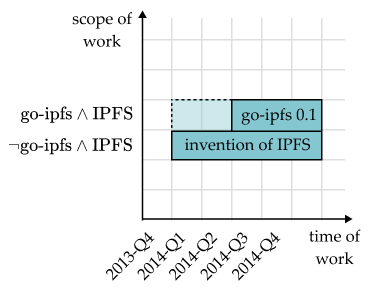 scope of
work
go-ipfs ∧ IPFS
go-ipfs 0.1
¬go-ipfs ∧ IPFS
invention of IPFS
2013-Q4
2014-Q1
2014-Q2
2014-Q3
2014-Q4
time of
work